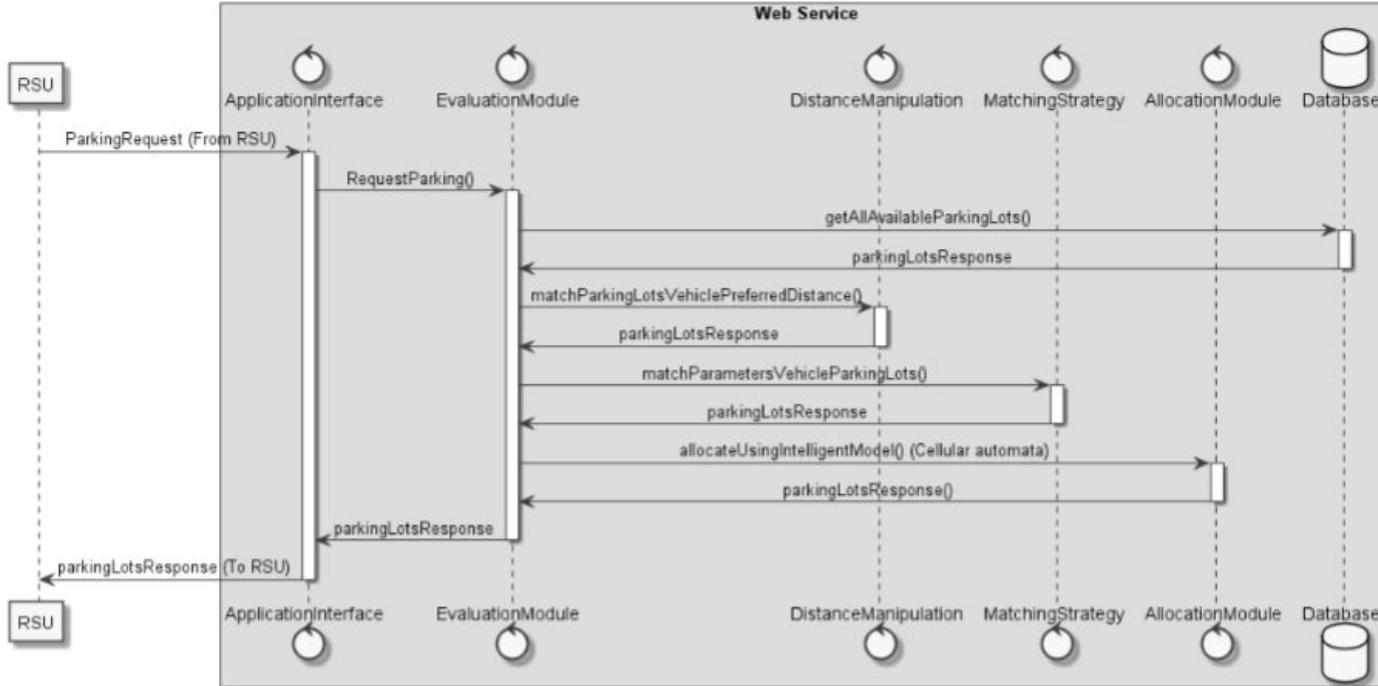 Web Service
RSU
ApplicationInterface EvaluationModule DistanceManipulation MatchingStrategy AllocationModule Database
ParkingRequest (From RSU)
RequestParking()
getAllAvailableParkingLots()
parkingLotsResponse
matchParkingLotsVehiclePreferredDistance()
parkingLotsResponse
matchParametersVehicleParkingLots()
parkingLotsResponse
allocateUsingIntelligentModel() (Cellular automata)
parkingLotsResponse()
parkingLotsResponse
parkingLotsResponse (To RSU)
ApplicationInterface EvaluationModule DistanceManipulation MatchingStrategy AllocationModule Database
RSU